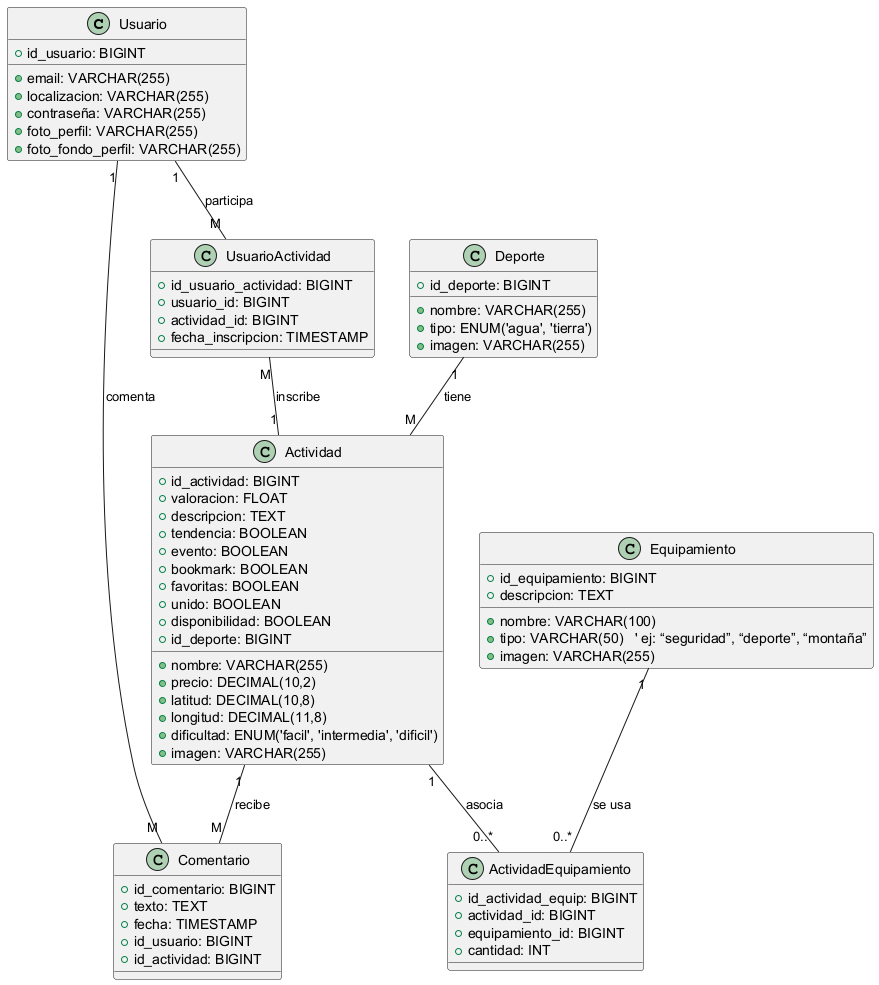 Usuario
id_usuario: BIGINT
email: VARCHAR(255)
localizacion: VARCHAR(255)
contraseña: VARCHAR(255)
foto_perfil: VARCHAR(255)
foto_fondo_perfil: VARCHAR(255)
1
1
participa
M
UsuarioActividad
id_usuario_actividad: BIGINT
usuario_id: BIGINT
actividad_id: BIGINT
fecha_inscripcion: TIMESTAMP
Deporte
id_deporte: BIGINT
nombre: VARCHAR(255)
tipo: ENUM('agua', 'tierra')
imagen: VARCHAR(255)
comenta
M
inscribe
1
1
tiene
M
Actividad
id_actividad: BIGINT
valoracion: FLOAT
descripcion: TEXT
tendencia: BOOLEAN
evento: BOOLEAN
bookmark: BOOLEAN
favoritas: BOOLEAN
unido: BOOLEAN
disponibilidad: BOOLEAN
id_deporte: BIGINT
nombre: VARCHAR(255)
precio: DECIMAL(10,2)
latitud: DECIMAL(10,8)
longitud: DECIMAL(11,8)
dificultad: ENUM('facil', 'intermedia', 'dificil')
imagen: VARCHAR(255)
Equipamiento
id_equipamiento: BIGINT
descripcion: TEXT
nombre: VARCHAR(100)
tipo: VARCHAR(50)   ' ej: “seguridad”, “deporte”, “montaña”
imagen: VARCHAR(255)
1
recibe
M
M
1
asocia
0..*
1
se usa
0..*
Comentario
id_comentario: BIGINT
texto: TEXT
fecha: TIMESTAMP
id_usuario: BIGINT
id_actividad: BIGINT
ActividadEquipamiento
id_actividad_equip: BIGINT
actividad_id: BIGINT
equipamiento_id: BIGINT
cantidad: INT